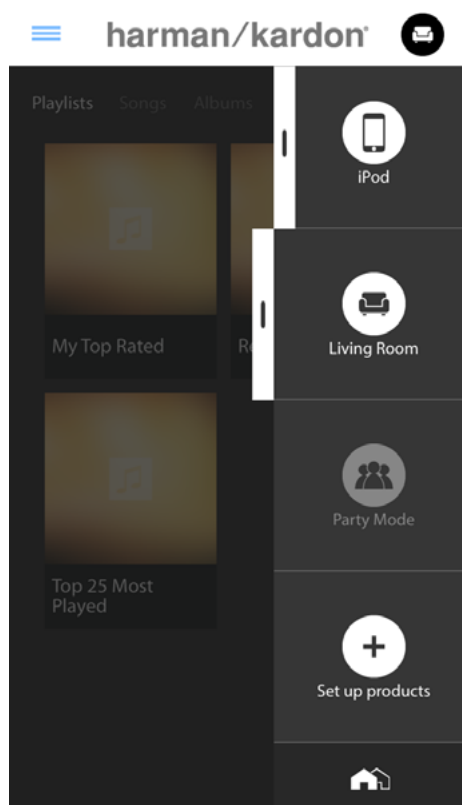 harman/kardon®
Playlists Songs Albums
iPod
My Top Rated
Living Room
Party Mode
Top 25 Most
Played
Set up products